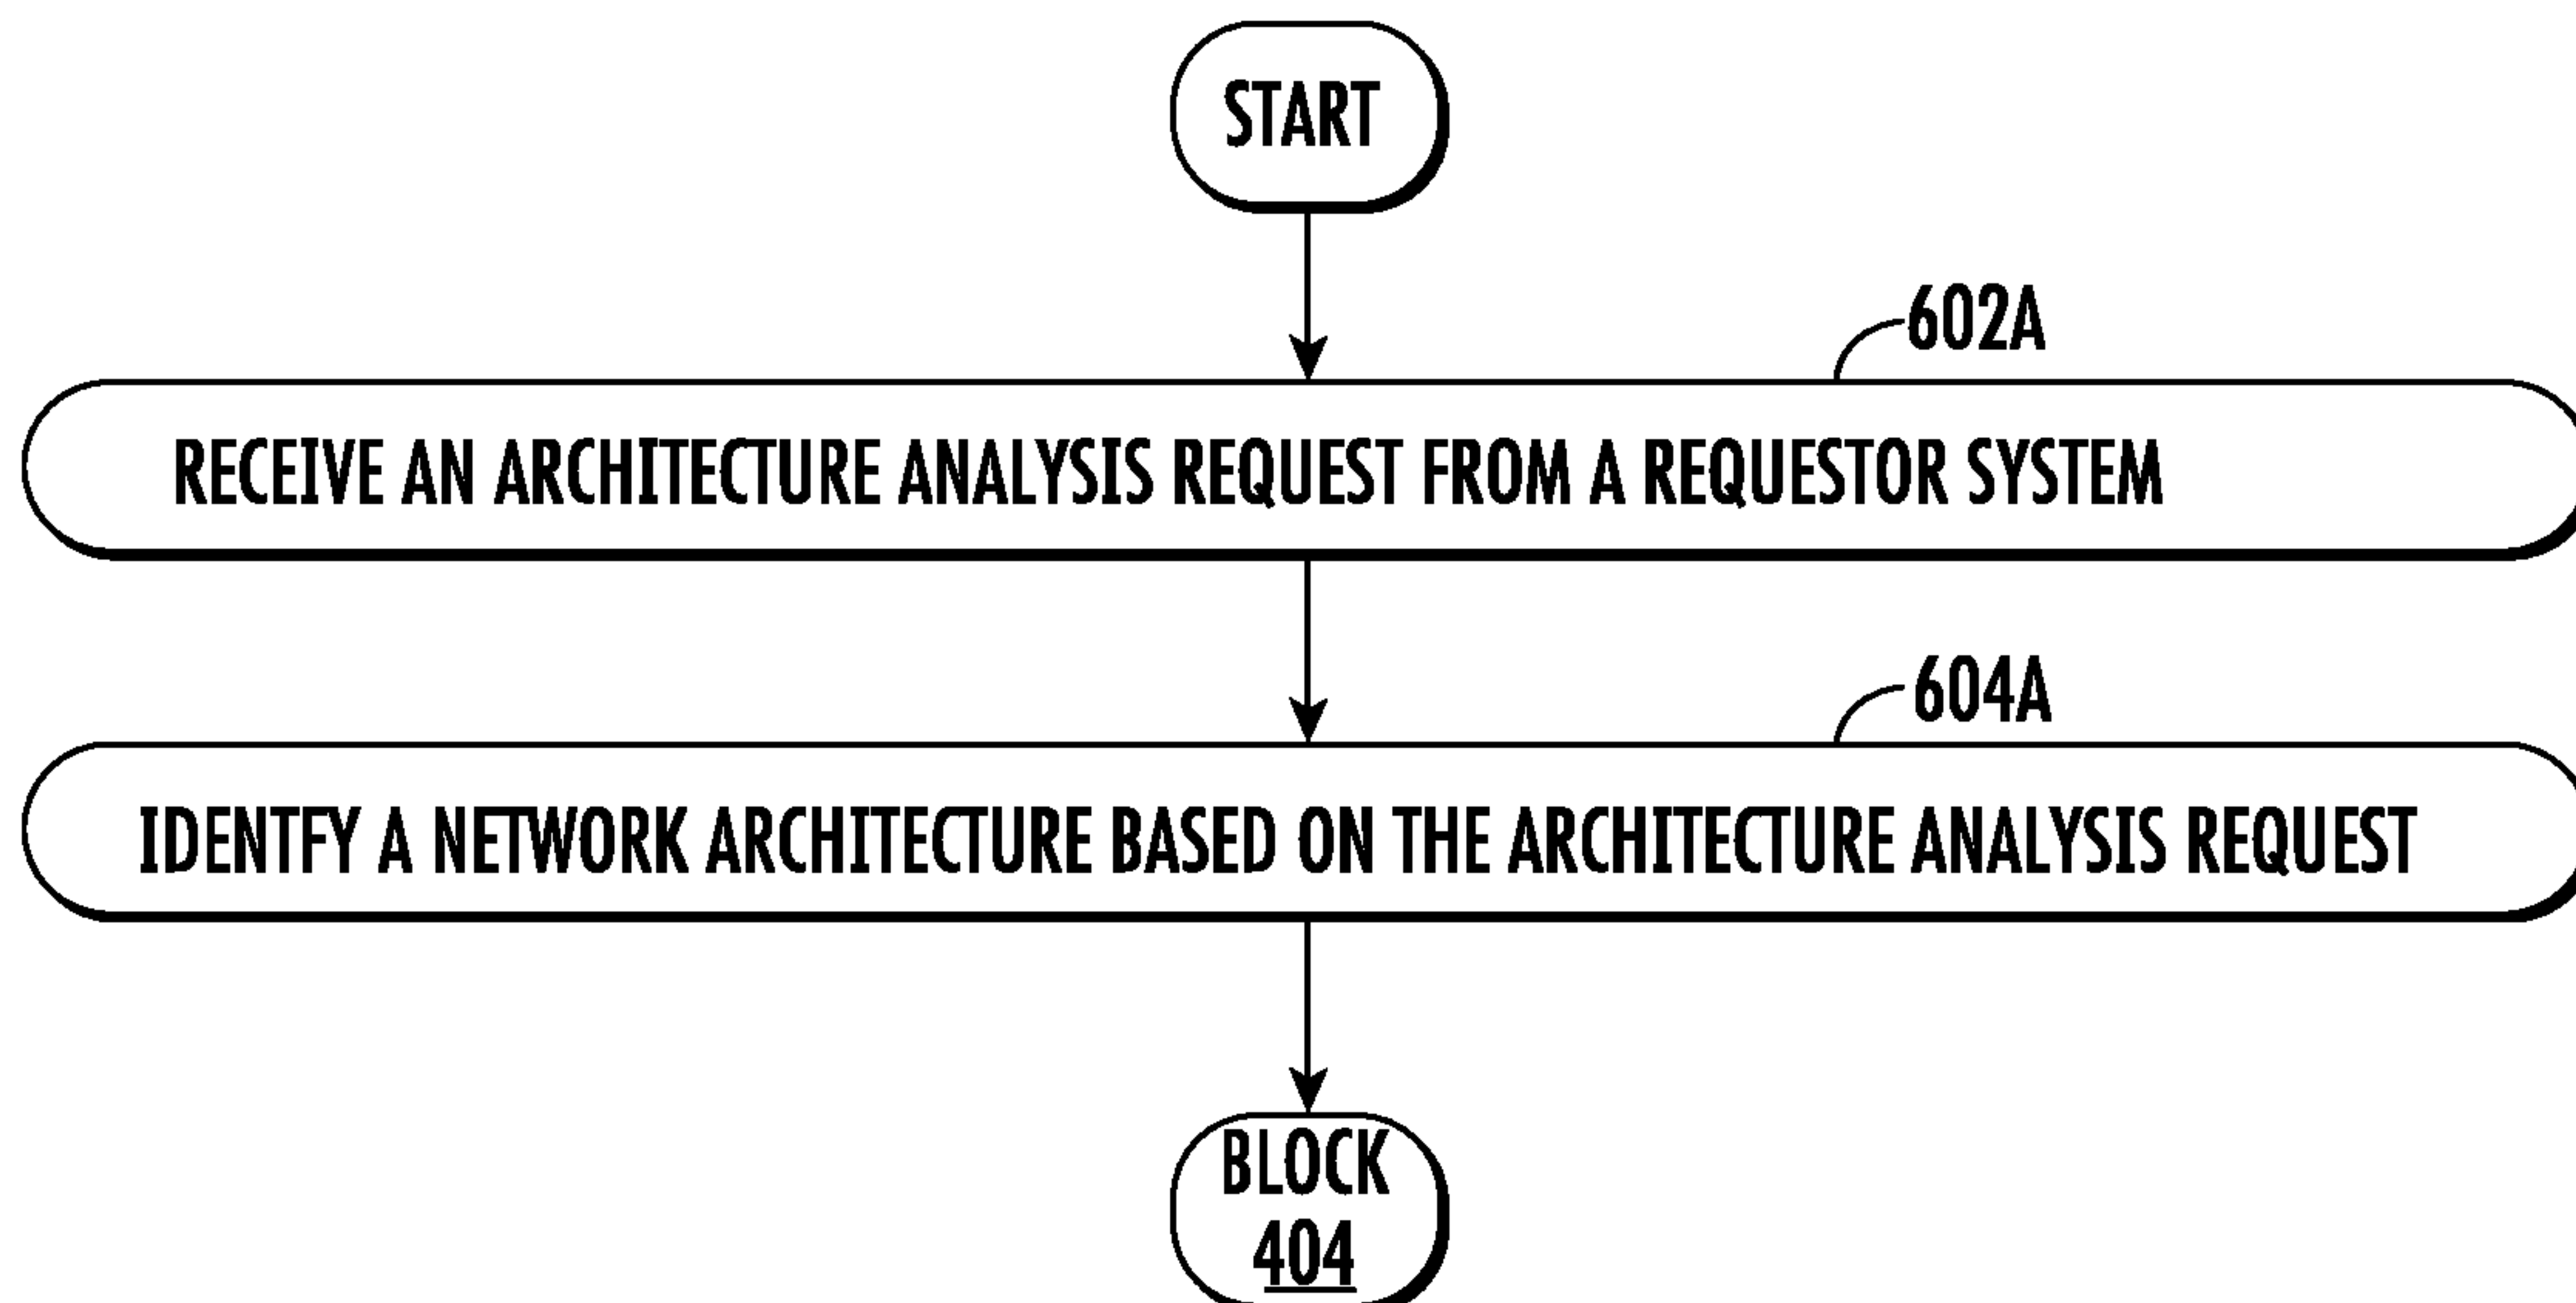 START
602A
RECEIVE AN ARCHITECTURE ANALYSIS REQUEST FROM A REQUESTOR SYSTEM
604A
IDENTFY A NETWORK ARCHITECTURE BASED ON THE ARCHITECTURE ANALYSIS REQUEST
BLOCK
404